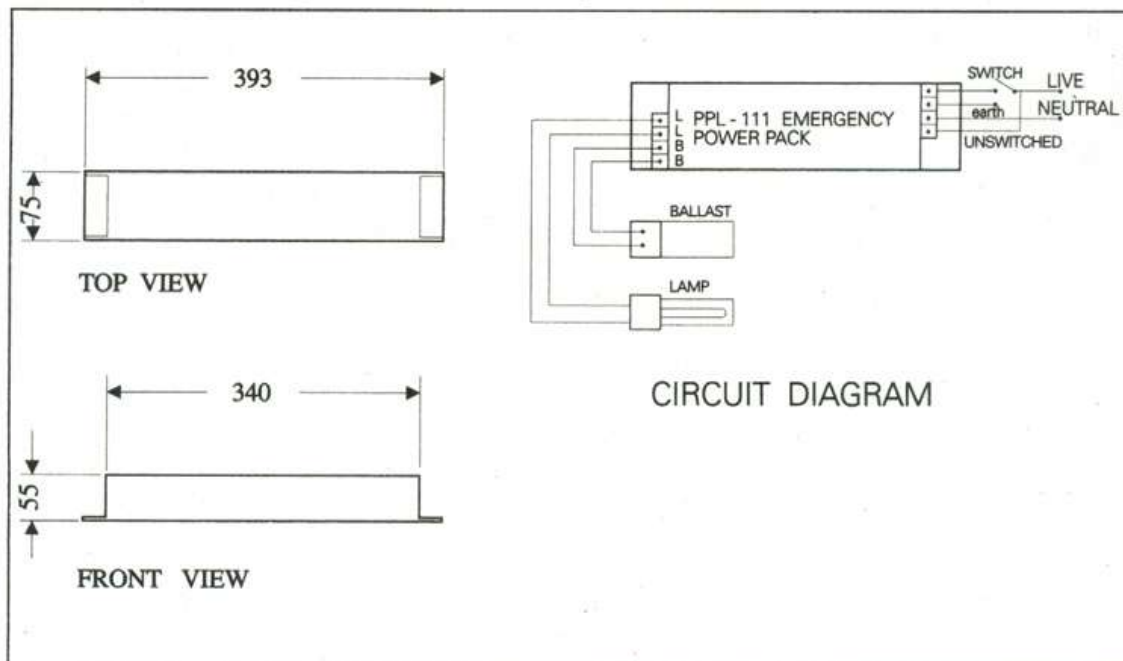 393
75
TOP VIEW
340
55
FRONT VIEW
SWITCH
LIVE
NEUTRAL
earth
UNSWITCHED
L PPL - 111 EMERGENCY
L POWER PACK
B
B
BALLAST
LAMP
CIRCUIT DIAGRAM